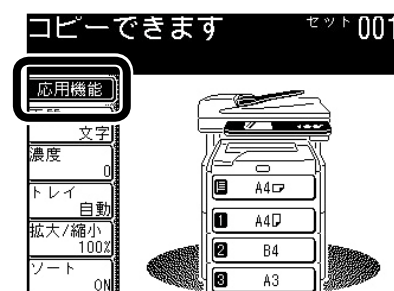 コピーできます セット 001
応用機能
文字
濃度
0
トレイ
自動
拡大/縮小
100%
ソート
ON
A4
1 A4
2 B4
3 A3